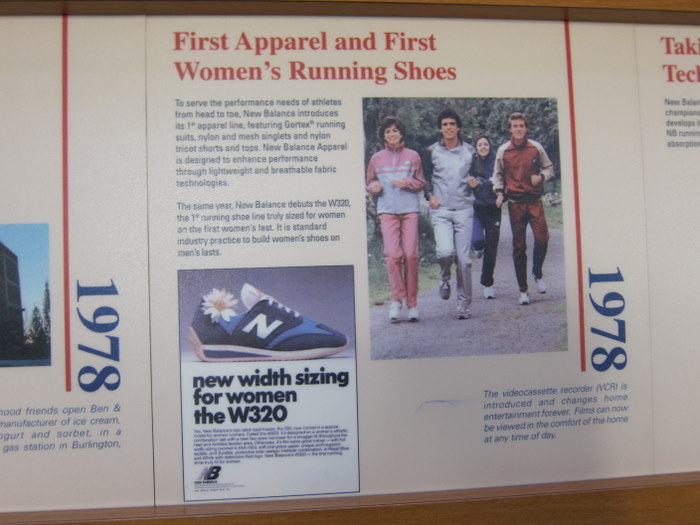 First Apparel and First
Women's Running Shoes
To serve the performance needs of athletes
from head to toe, New Balance introduces
its 1st apparel line, featuring Gortex® running
suits, nylon and mesh singlets and nylon
tricot shorts and tops. New Balance Apparel
is designed to enhance performance
through lightweight and breathable fabric
technologies.
The same year, New Balance debuts the W320,
the 1st running shoe line truly sized for women
on the first women's last. It is standard
industry practice to build women's shoes on
men's lasts.
N
new width sizing
for women
the W320
NB
1978
hood friends open Ben &
manufacturer of ice cream,
ogurt and sorbet, in a
gas station in Burlington,
1978
The videocassette recorder (VCR) is
introduced and changes home
entertainment forever. Films can now
be viewed in the comfort of the home
at any time of day.
Taki
Tech
New Balan
champions
develops i
NB runnin
absorption